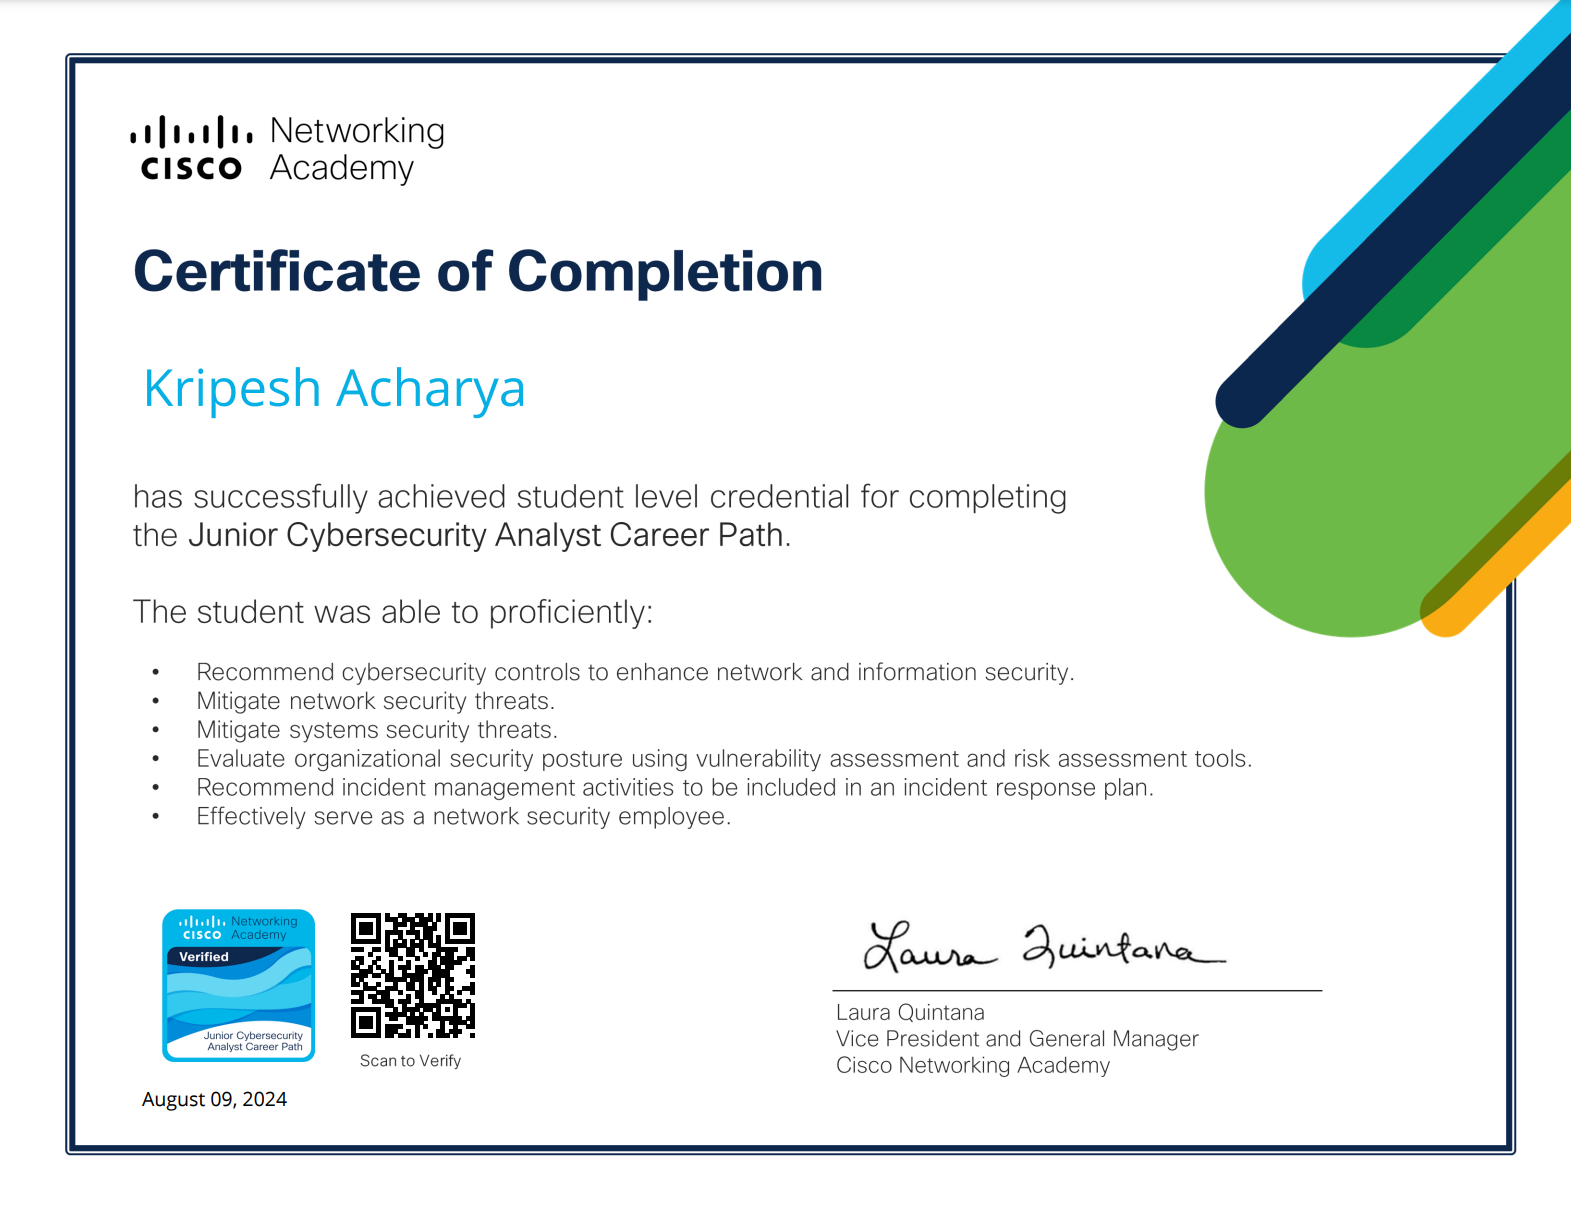 CISCO Networking
Academy
Certificate of Completion
Kripesh Acharya
has successfully achieved student level credential for completing
the Junior Cybersecurity Analyst Career Path.
The student was able to proficiently:
• Recommend cybersecurity controls to enhance network and information security.
• Mitigate network security threats.
• Mitigate systems security threats.
• Evaluate organizational security posture using vulnerability assessment and risk assessment tools.
• Recommend incident management activities to be included in an incident response plan.
• Effectively serve as a network security employee.
CISCO Networking
Academy
Verified
Junior Cybersecurity
Analyst Career Path
Scan to Verify
August 09, 2024
Laura Quintana
Laura Quintana
Vice President and General Manager
Cisco Networking Academy